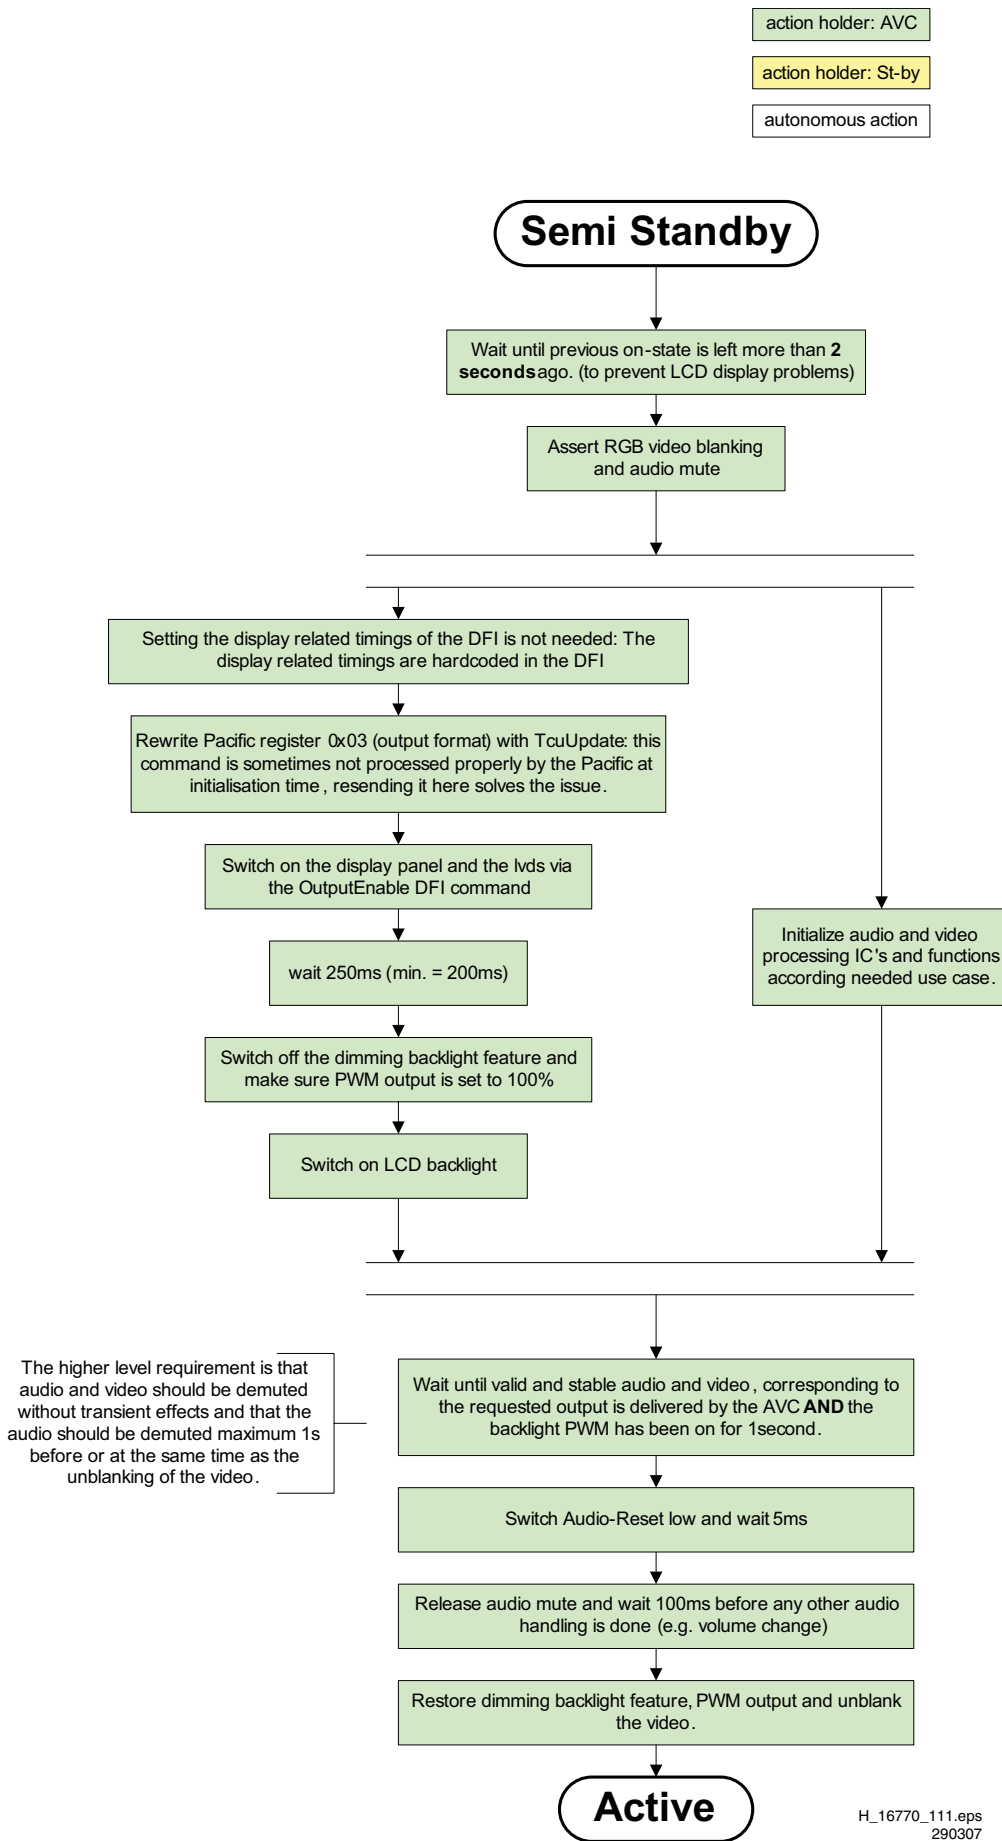 action holder: AVC
action holder: St-by
autonomous action
Semi Standby
Wait until previous on-state is left more than 2
seconds ago. (to prevent LCD display problems)
Assert RGB video blanking
and audio mute
Setting the display related timings of the DFI is not needed: The
display related timings are hardcoded in the DFI
Rewrite Pacific register 0x03 (output format) with TcuUpdate: this
command is sometimes not processed properly by the Pacific at
initialisation time, resending it here solves the issue.
Switch on the display panel and the lvds via
the OutputEnable DFI command
wait 250ms (min. = 200ms)
Switch off the dimming backlight feature and
make sure PWM output is set to 100%
Switch on LCD backlight
Initialize audio and video
processing IC's and functions
according needed use case.
The higher level requirement is that
audio and video should be demuted
without transient effects and that the
audio should be demuted maximum 1s
before or at the same time as the
unblanking of the video.
Wait until valid and stable audio and video, corresponding to
the requested output is delivered by the AVC AND the
backlight PWM has been on for 1second.
Switch Audio-Reset low and wait 5ms
Release audio mute and wait 100ms before any other audio
handling is done (e.g. volume change)
Restore dimming backlight feature, PWM output and unblank
the video.
Active
H_16770_111.eps
290307